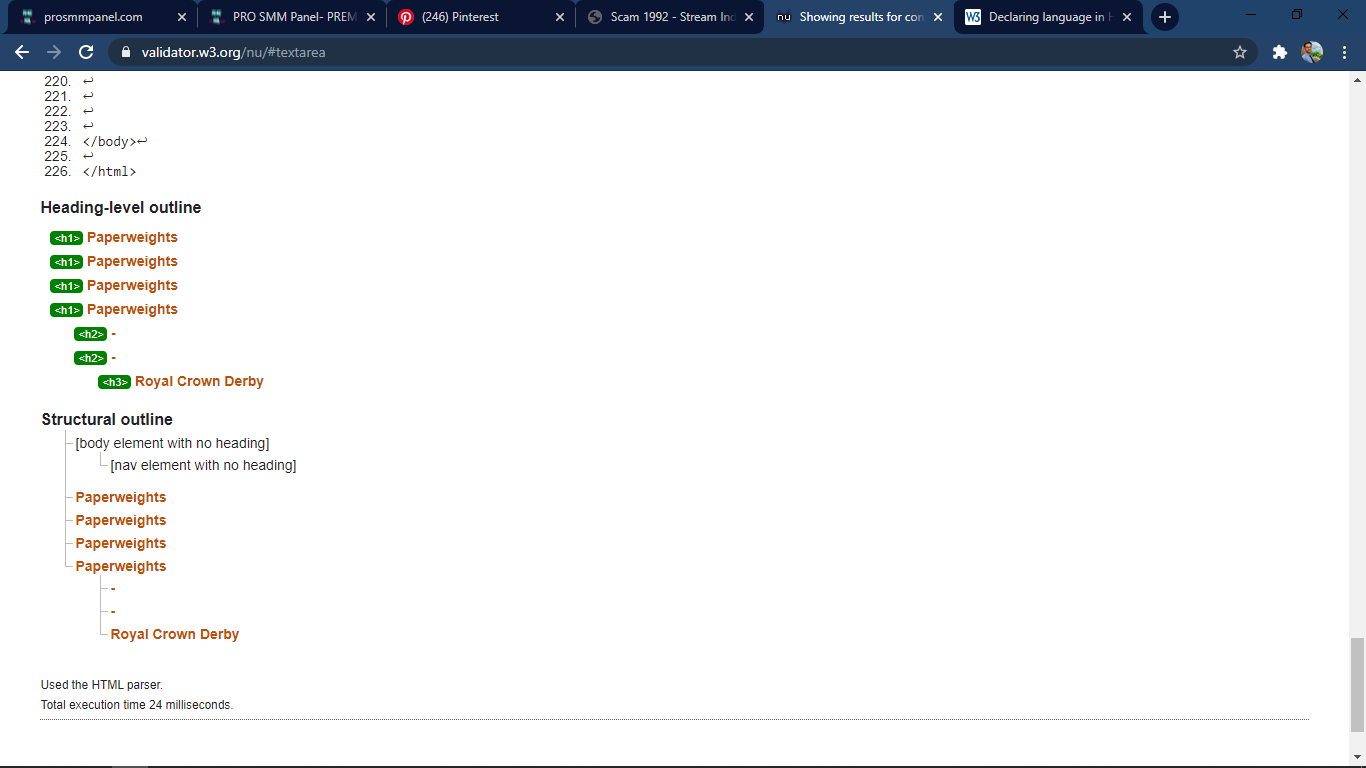 prosmmpanel.com
PRO SMM Panel- PREM
(246) Pinterest
Scam 1992 - Stream Ind
nu Showing results for con
W3 Declaring language in H
validator.w3.org/nu/#textarea
220. ↩
221. ↩
222. ↩
223. ↩
224. </body>↩
225. ↩
226. </html>
Heading-level outline
<h1> Paperweights
<h1> Paperweights
<h1> Paperweights
<h1> Paperweights
<h2> -
<h2> -
<h3> Royal Crown Derby
Structural outline
[body element with no heading]
[nav element with no heading]
Paperweights
Paperweights
Paperweights
Paperweights
-
-
Royal Crown Derby
Used the HTML parser.
Total execution time 24 milliseconds.